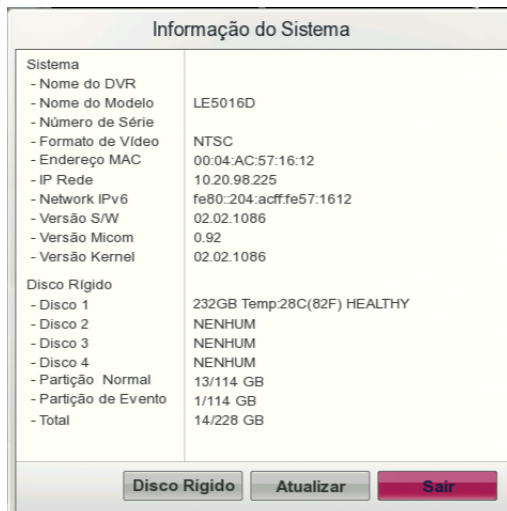 Informação do Sistema
Sistema
- Nome do DVR
- Nome do Modelo LE5016D
- Número de Série
- Formato de Vídeo NTSC
- Endereço MAC 00:04:AC:57:16:12
- IP Rede 10.20.98.225
- Network IPv6 fe80::204:acff:fe57:1612
- Versão S/W 02.02.1086
- Versão Micom 0.92
- Versão Kernel 02.02.1086
Disco Rígido
- Disco 1 232GB Temp:28C(82F) HEALTHY
- Disco 2 NENHUM
- Disco 3 NENHUM
- Disco 4 NENHUM
- Partição Normal 13/114 GB
- Partição de Evento 1/114 GB
- Total 14/228 GB
Disco Rígido Atualizar Sair